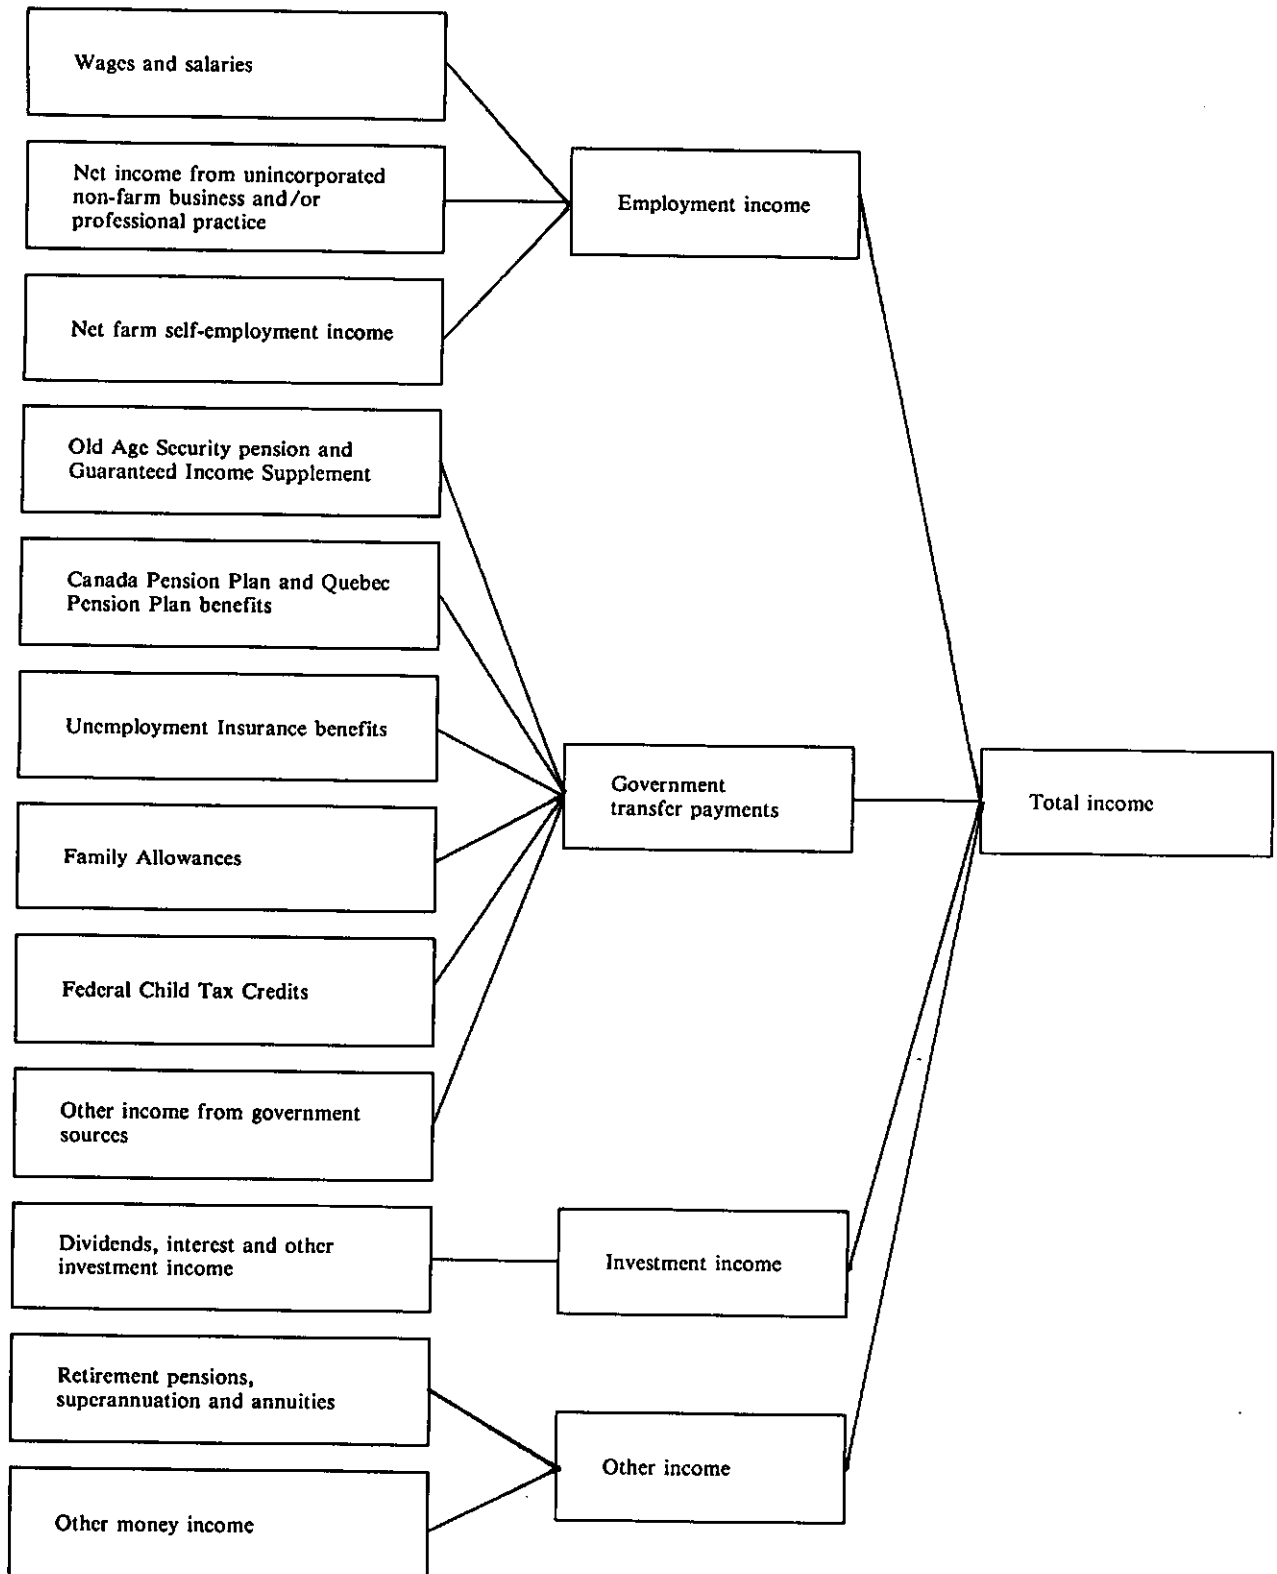 Wages and salaries
Net income from unincorporated
non-farm business and/or
professional practice
Employment income
Net farm self-employment income
Old Age Security pension and
Guaranteed Income Supplement
Canada Pension Plan and Quebec
Pension Plan benefits
Unemployment Insurance benefits
Government
transfer payments
Total income
Family Allowances
Federal Child Tax Credits
Other income from government
sources
Dividends, interest and other
investment income
Investment income
Retirement pensions,
superannuation and annuities
Other income
Other money income